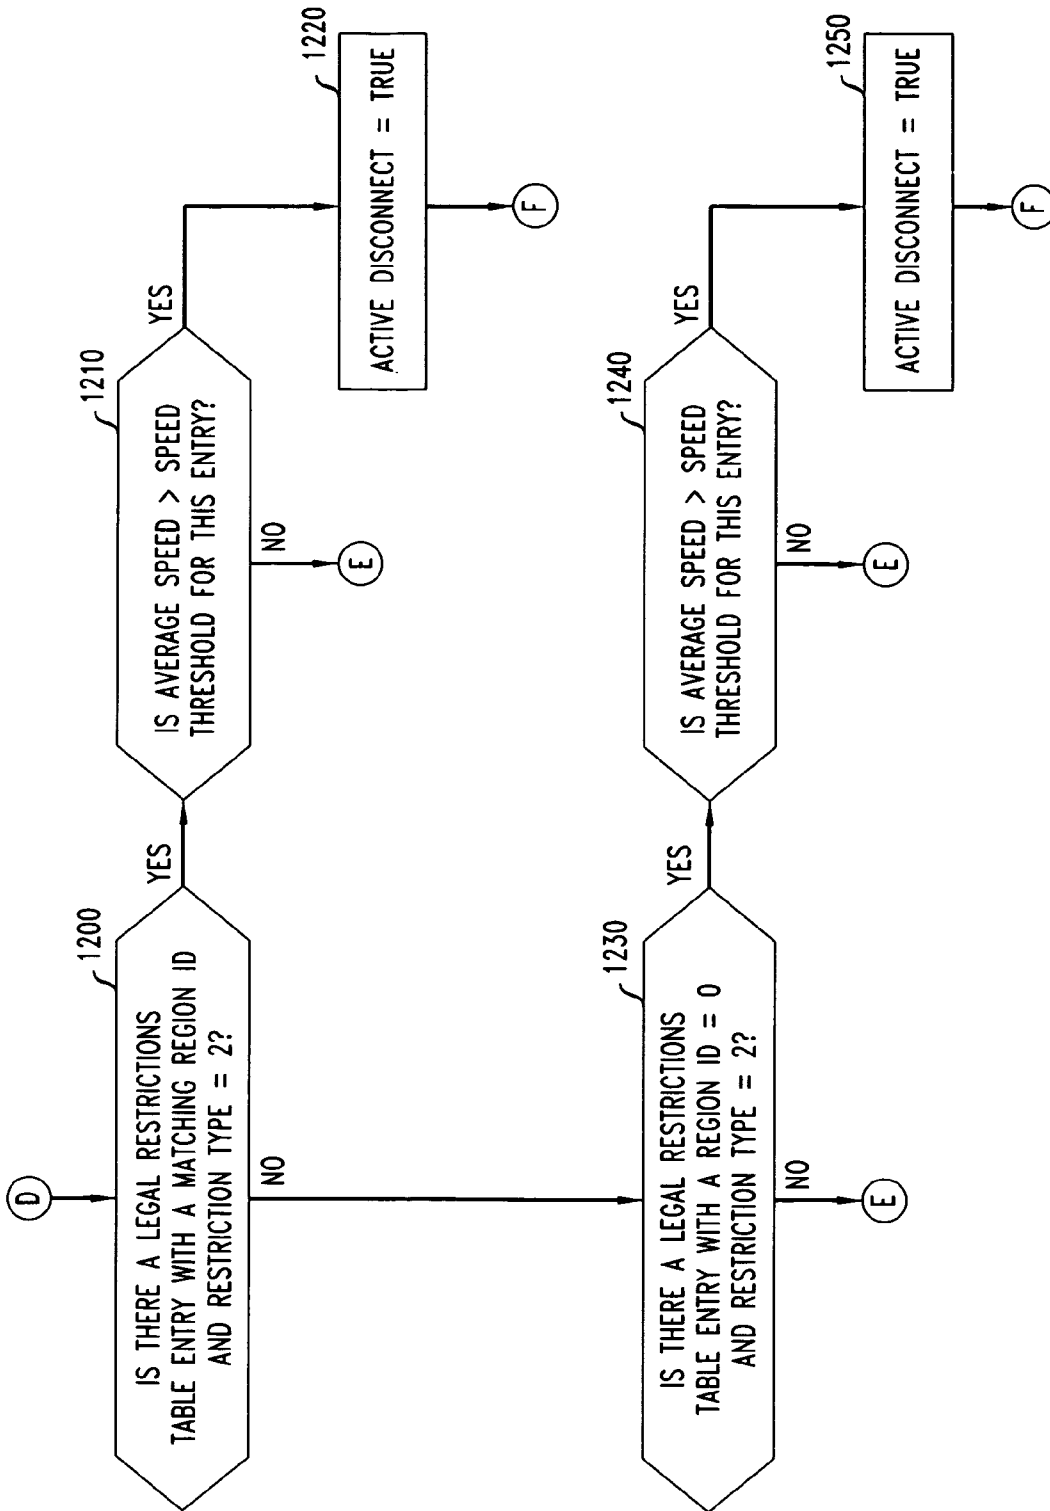 D
1200
IS THERE A LEGAL RESTRICTIONS
TABLE ENTRY WITH A MATCHING REGION ID
AND RESTRICTION TYPE = 2?
YES
NO
1210
IS AVERAGE SPEED > SPEED
THRESHOLD FOR THIS ENTRY?
YES
NO
E
1220
ACTIVE DISCONNECT = TRUE
F
1230
IS THERE A LEGAL RESTRICTIONS
TABLE ENTRY WITH A REGION ID = 0
AND RESTRICTION TYPE = 2?
YES
NO
E
1240
IS AVERAGE SPEED > SPEED
THRESHOLD FOR THIS ENTRY?
YES
NO
E
1250
ACTIVE DISCONNECT = TRUE
F